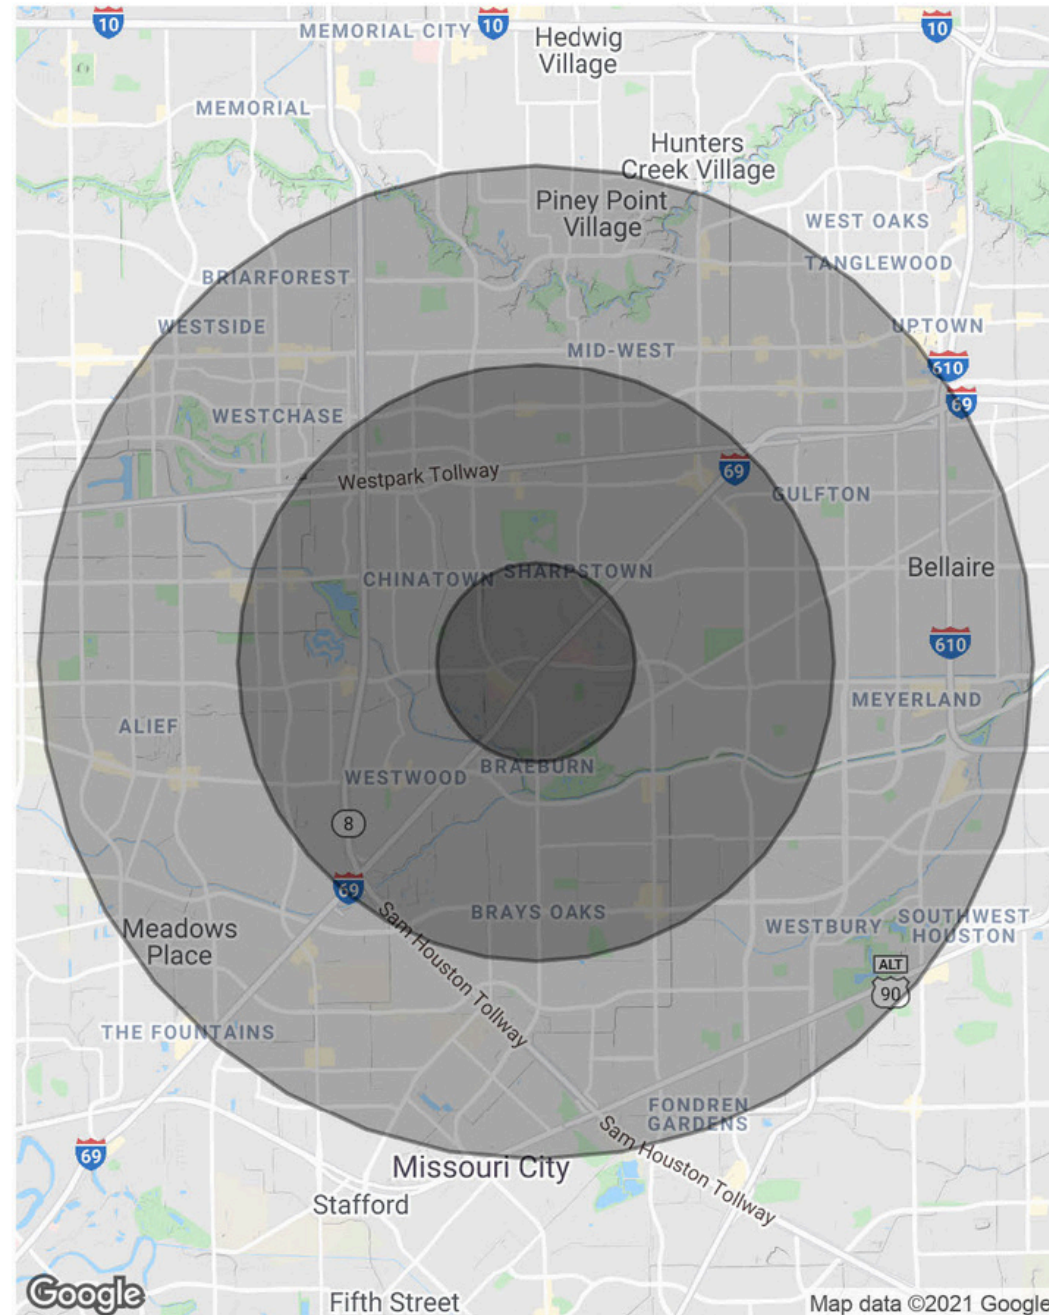 10
MEMORIAL CITY
10
10
Hedwig
Village
MEMORIAL
Hunters
Creek Village
Piney Point
Village
WEST OAKS
TANGLEWOOD
BRIARFOREST
WESTSIDE
UPTOWN
MID-WEST
610
69
WESTCHASE
Westpark Tollway
69
GULFTON
CHINATOWN
SHARPSTOWN
Bellaire
610
MEYERLAND
ALIEF
BRAEBURN
WESTWOOD
8
69
BRAYS OAKS
Sam Houston Tollway
WESTBURY
SOUTHWEST
HOUSTON
Meadows
Place
ALT
90
THE FOUNTAINS
FONDREN
GARDENS
Sam Houston Tollway
69
Missouri City
Stafford
Google
Fifth Street
Map data ©2021 Google